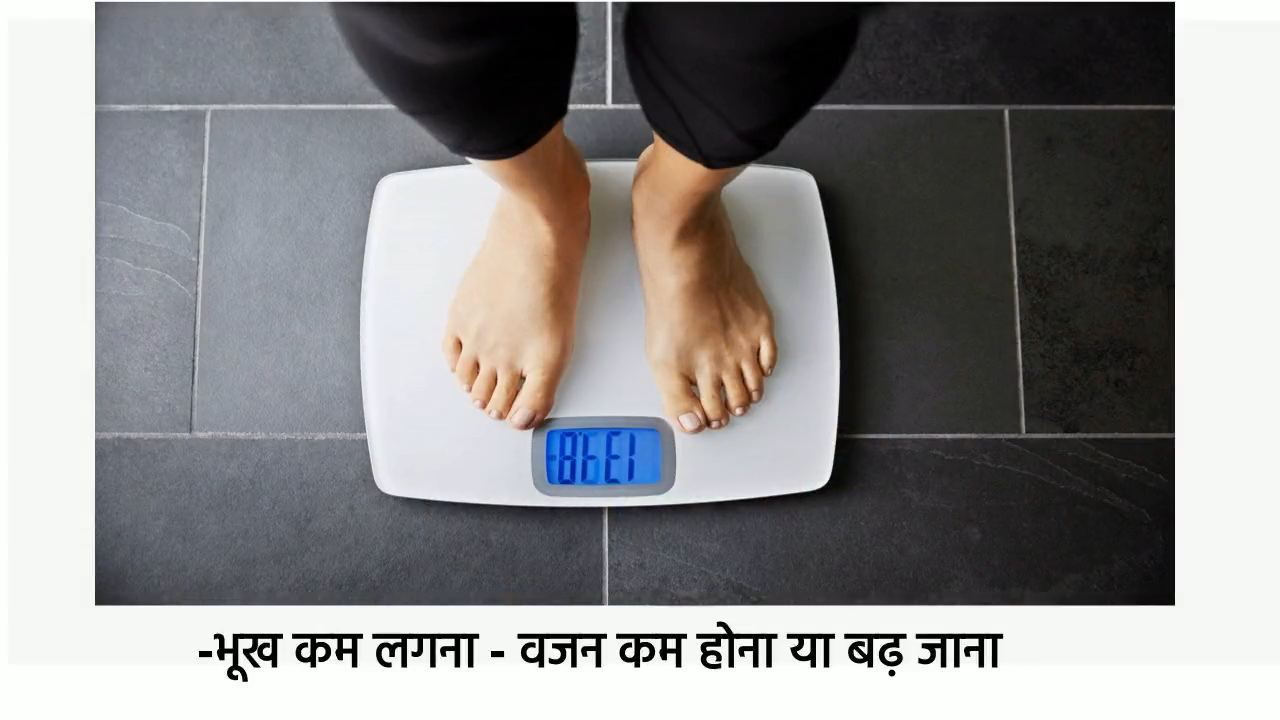 -भूख कम लगना - वजन कम होना या बढ़ जाना